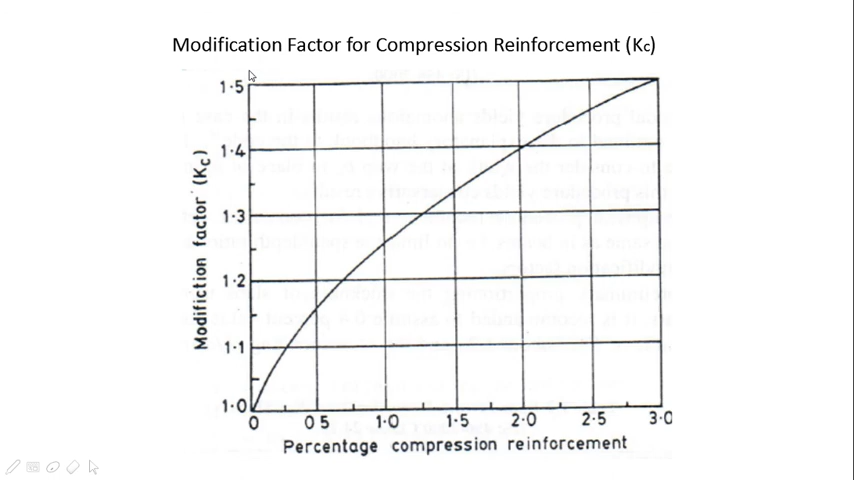 Modification Factor for Compression Reinforcement (Kc)
1·5
1·4
1·3
1·2
1·1
1·0
Modifiction factor (Kc)
0 0 5 1·0 1·5 2·0 2·5 3·0
Percentage compression reinforcement